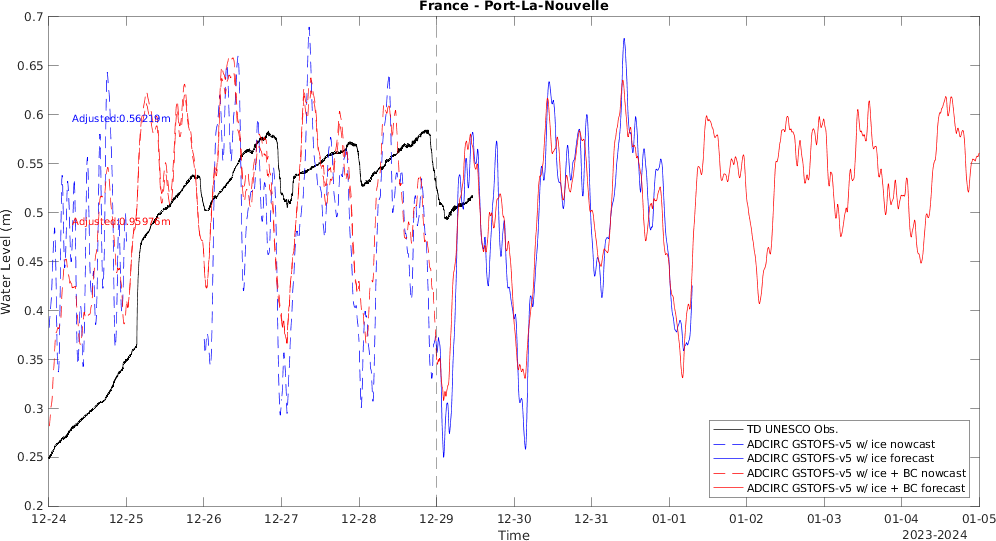 France - Port-La-Nouvelle
0.7
0.65
0.6
0.55
0.5
0.45
0.4
0.35
0.3
0.25
0.2
Water Level (m)
Adjusted:0.56219m
Adjusted:0.95976m
TD UNESCO Obs.
ADCIRC GSTOFS-v5 w/ ice nowcast
ADCIRC GSTOFS-v5 w/ ice forecast
ADCIRC GSTOFS-v5 w/ ice + BC nowcast
ADCIRC GSTOFS-v5 w/ ice + BC forecast
12-24 12-25 12-26 12-27 12-28 12-29 12-30 12-31 01-01 01-02 01-03 01-04 01-05
Time
2023-2024